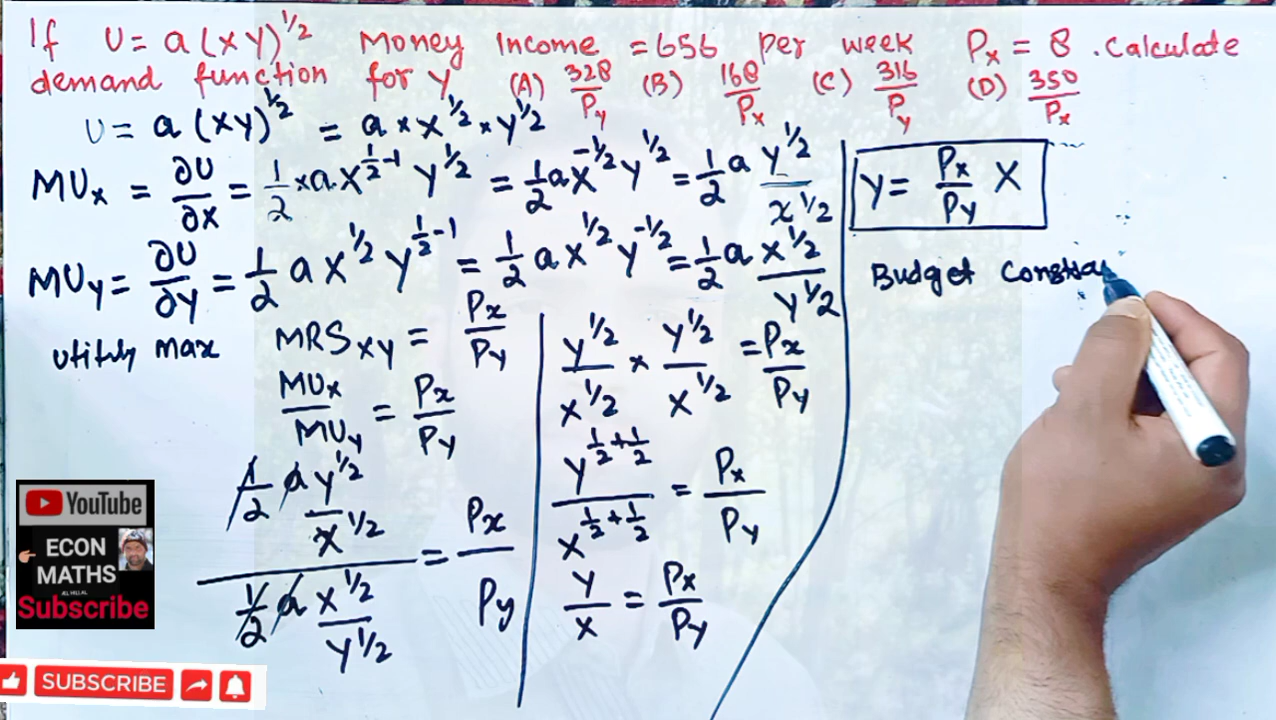 If U = a(XY)^1/2 Money Income = 656 per week Px = 8 . Calculate
demand function for Y (A) 328/Py (B) 168/Px (C) 316/Py (D) 350/Px
U = a(XY)^1/2 = a × X^1/2 × Y^1/2
MUx = ∂U/∂X = 1/2 × a.X^(1/2-1) Y^1/2 = 1/2 a X^-1/2 Y^1/2 = 1/2 a Y^1/2 / X^1/2
MUy = ∂U/∂Y = 1/2 a X^1/2 Y^(1/2-1) = 1/2 a X^1/2 Y^-1/2 = 1/2 a X^1/2 / Y^1/2
utility max MRSxy = Px/Py
MUx/MUy = Px/Py
(1/2 a Y^1/2 / X^1/2) / (1/2 a X^1/2 / Y^1/2) = Px/Py
Y^1/2 / X^1/2 × Y^1/2 / X^1/2 = Px/Py
Y^(1/2+1/2) / X^(1/2+1/2) = Px/Py
Y/X = Px/Py
Y = Px/Py X
Budget Constra
YouTube
ECON
MATHS
AL HILLAL
Subscribe
SUBSCRIBE